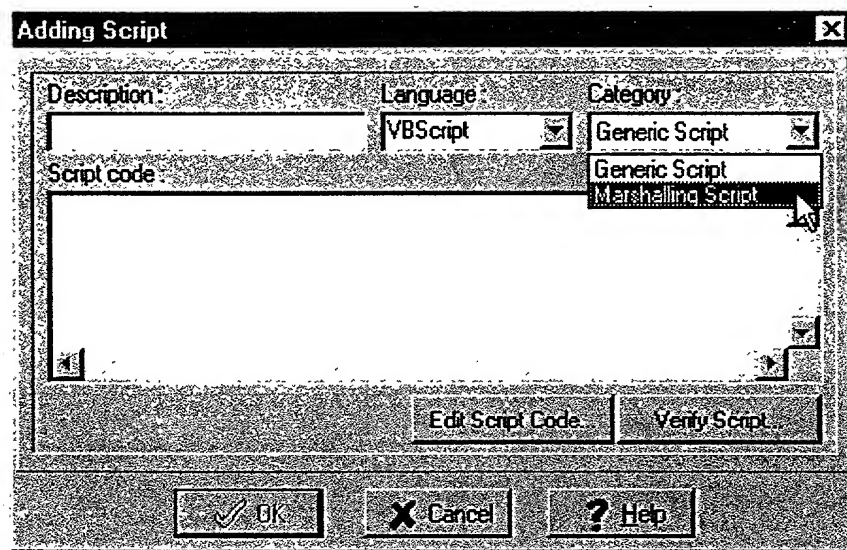 Adding Script
Description: Language: Category:
VBScript Generic Script
Generic Script
Script code: Marshalling Script
Edit Script Code... Verify Script...
OK Cancel ? Help